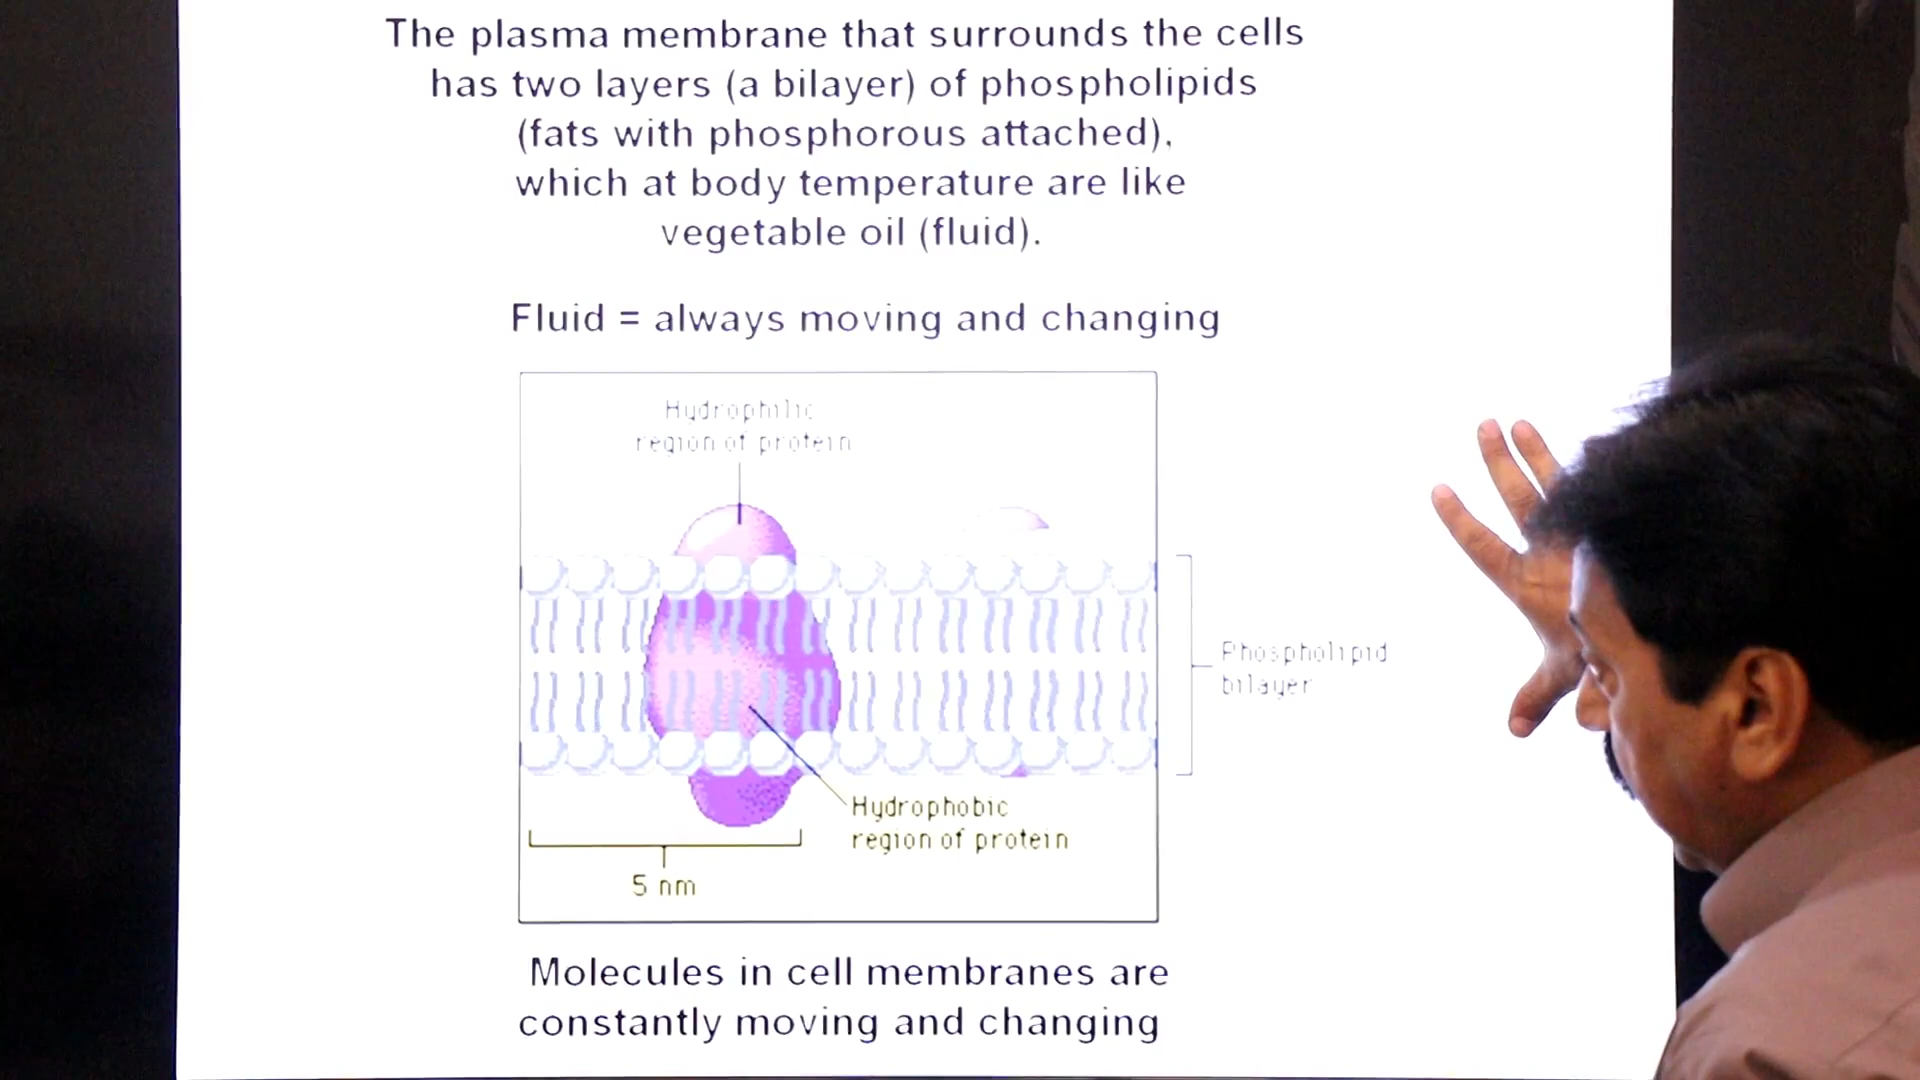 The plasma membrane that surrounds the cells
has two layers (a bilayer) of phospholipids
(fats with phosphorous attached),
which at body temperature are like
vegetable oil (fluid).
Fluid = always moving and changing
Hydrophilic
region of protein
Phospholipid
bilayer
Hydrophobic
region of protein
5 nm
Molecules in cell membranes are
constantly moving and changing